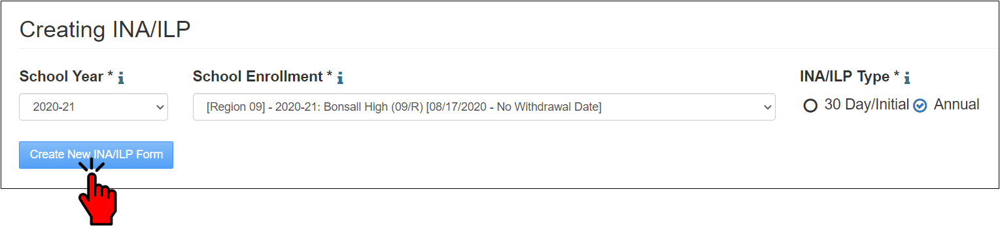 Creating INA/ILP
School Year * School Enrollment * INA/ILP Type *
2020-21 [Region 09] - 2020-21: Bonsall High (09/R) [08/17/2020 - No Withdrawal Date] 30 Day/Initial Annual
Create New INA/ILP Form